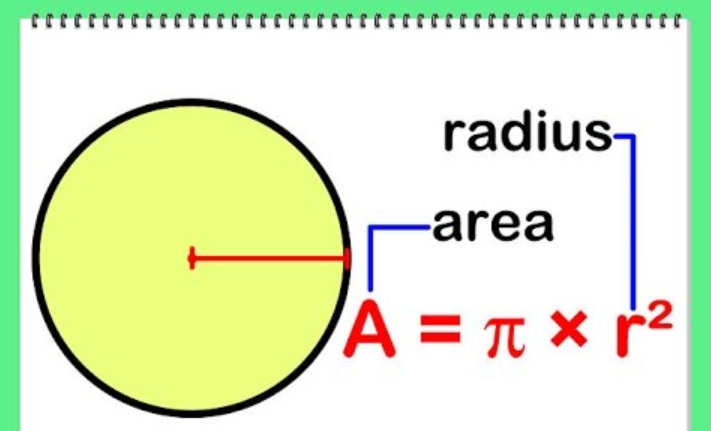 radius
area
A = π × r²